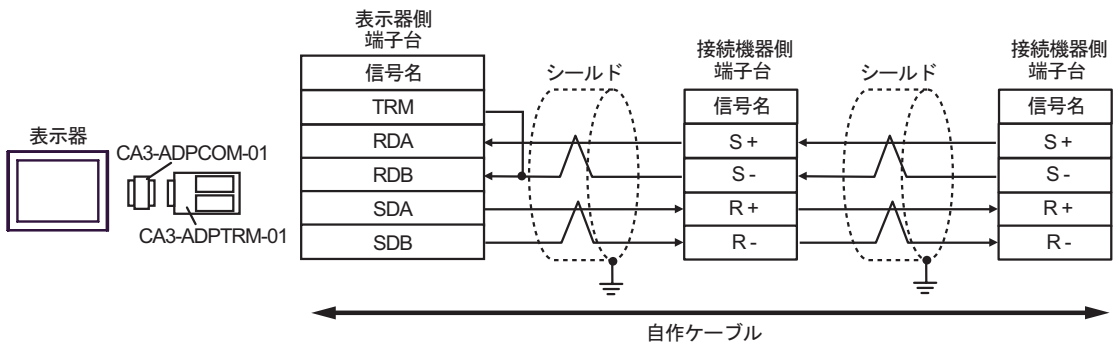 表示器
CA3-ADPCOM-01
CA3-ADPTRM-01
表示器側
端子台
信号名
TRM
RDA
RDB
SDA
SDB
シールド
接続機器側
端子台
信号名
S+
S-
R+
R-
シールド
接続機器側
端子台
信号名
S+
S-
R+
R-
自作ケーブル